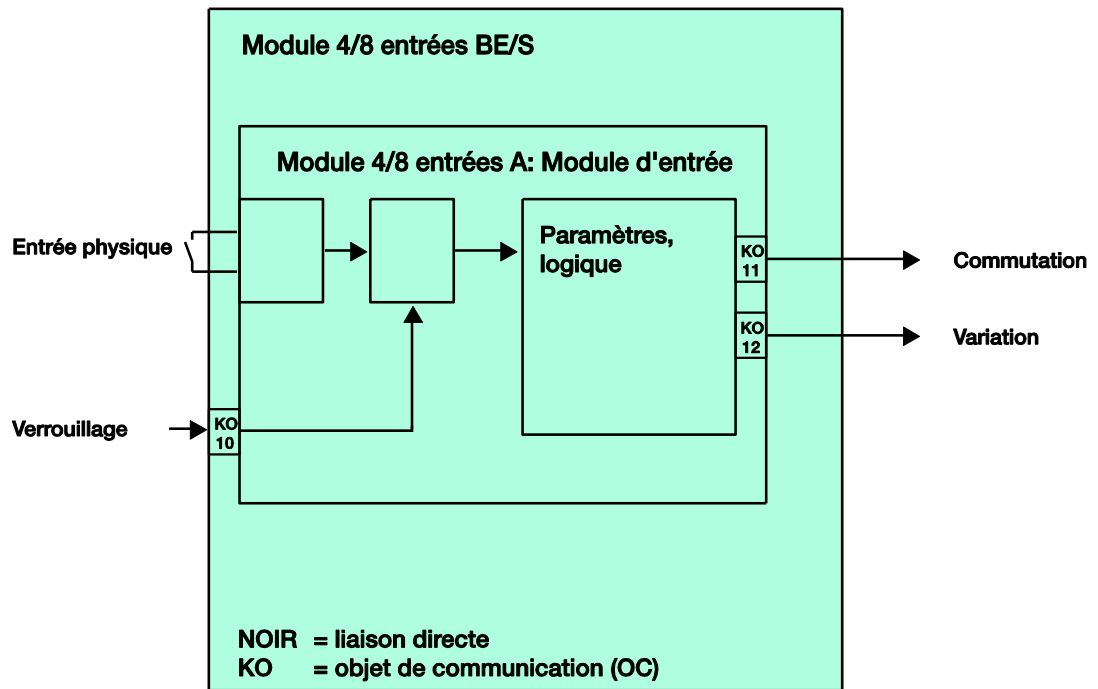 Module 4/8 entrées BE/S
Module 4/8 entrées A: Module d'entrée
Entrée physique
Paramètres,
logique
KO
11
Commutation
KO
12
Variation
Verrouillage
KO
10
NOIR = liaison directe
KO = objet de communication (OC)